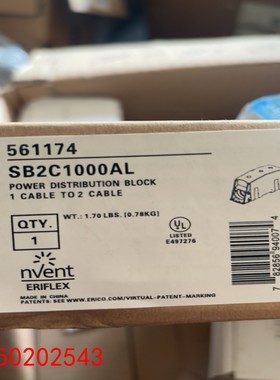 561174
SB2C1000AL
POWER DISTRIBUTION BLOCK
1 CABLE TO 2 CABLE
QTY.
1
WT: 1.70 LBS. (0.78KG)
UL
LISTED
E497276
nVent
ERIFLEX
MADE IN CHINA
PATENTS: SEE WWW.ERICO.COM/VIRTUAL-PATENT-MARKING
7 82856 94007 4
50202543